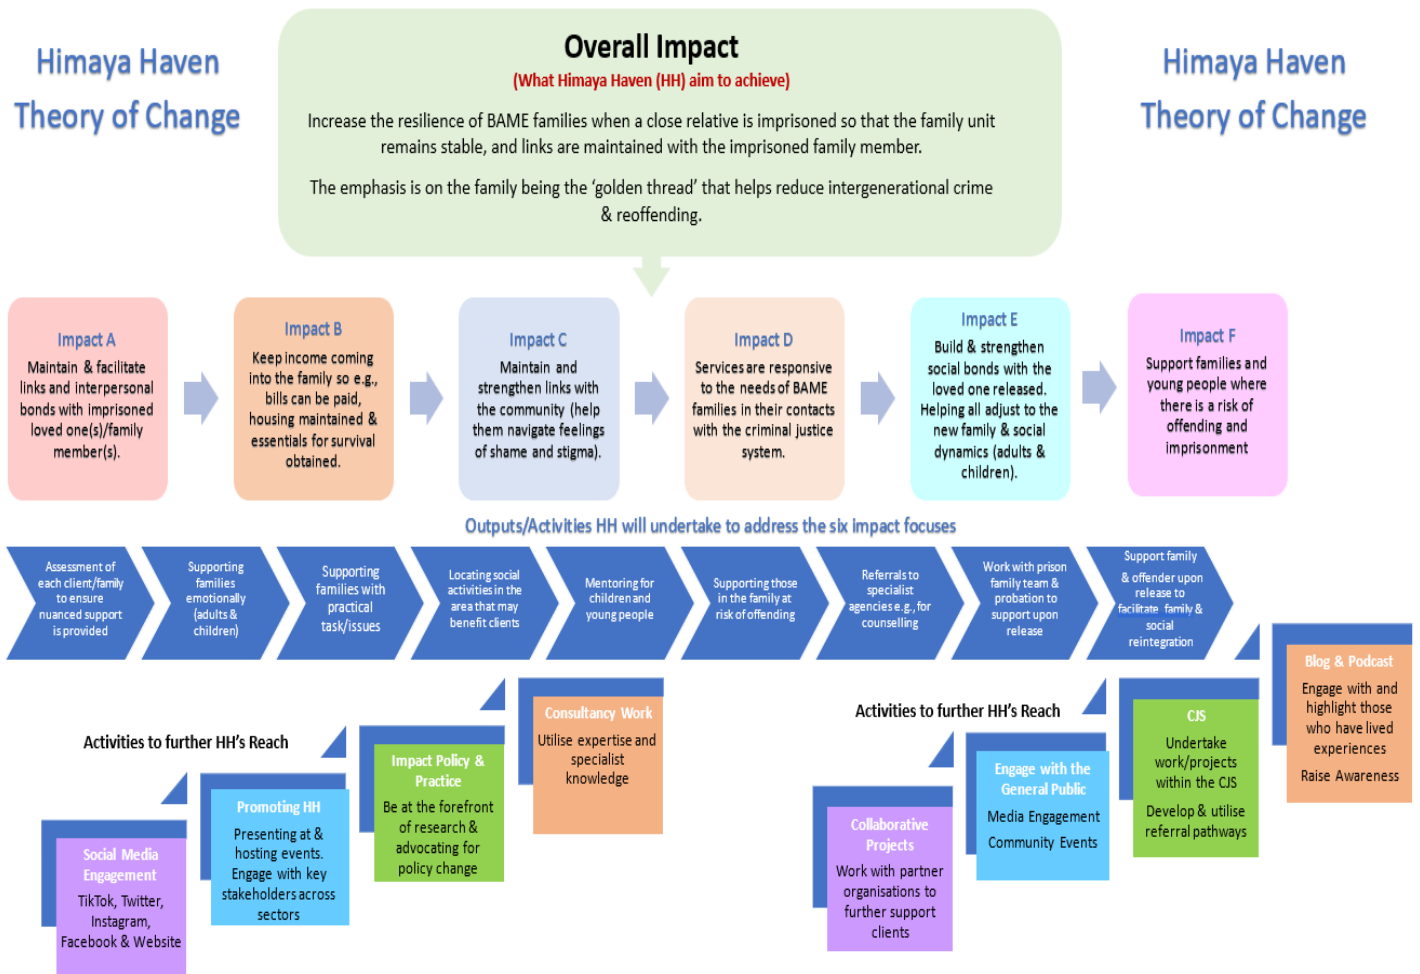 Himaya Haven
Theory of Change
Overall Impact
(What Himaya Haven (HH) aim to achieve)
Increase the resilience of BAME families when a close relative is imprisoned so that the family unit
remains stable, and links are maintained with the imprisoned family member.
The emphasis is on the family being the ‘golden thread’ that helps reduce intergenerational crime
& reoffending.
Himaya Haven
Theory of Change
Impact A
Maintain & facilitate
links and interpersonal
bonds with imprisoned
loved one(s)/family
member(s).
Impact B
Keep income coming
into the family so e.g.,
bills can be paid,
housing maintained &
essentials for survival
obtained.
Impact C
Maintain and
strengthen links with
the community (help
them navigate feelings
of shame and stigma).
Impact D
Services are responsive
to the needs of BAME
families in their contacts
with the criminal justice
system.
Impact E
Build & strengthen
social bonds with the
loved one released.
Helping all adjust to the
new family & social
dynamics (adults &
children).
Impact F
Support families and
young people where
there is a risk of
offending and
imprisonment
Outputs/Activities HH will undertake to address the six impact focuses
Assessment of
each client/family
to ensure
nuanced support
is provided
Supporting
families
emotionally
(adults &
children)
Supporting
families with
practical
task/issues
Locating social
activities in the
area that may
benefit clients
Mentoring for
children and
young people
Supporting those
in the family at
risk of offending
Referrals to
specialist
agencies e.g., for
counselling
Work with prison
family team &
probation to
support upon
release
Support family
& offender upon
release to
facilitate family &
social
reintegration
Activities to further HH’s Reach
Social Media
Engagement
TikTok, Twitter,
Instagram,
Facebook & Website
Promoting HH
Presenting at &
hosting events.
Engage with key
stakeholders across
sectors
Impact Policy &
Practice
Be at the forefront
of research &
advocating for
policy change
Consultancy Work
Utilise expertise and
specialist
knowledge
Activities to further HH’s Reach
Collaborative
Projects
Work with partner
organisations to
further support
clients
Engage with the
General Public
Media Engagement
Community Events
CJS
Undertake
work/projects
within the CJS
Develop & utilise
referral pathways
Blog & Podcast
Engage with and
highlight those
who have lived
experiences
Raise Awareness